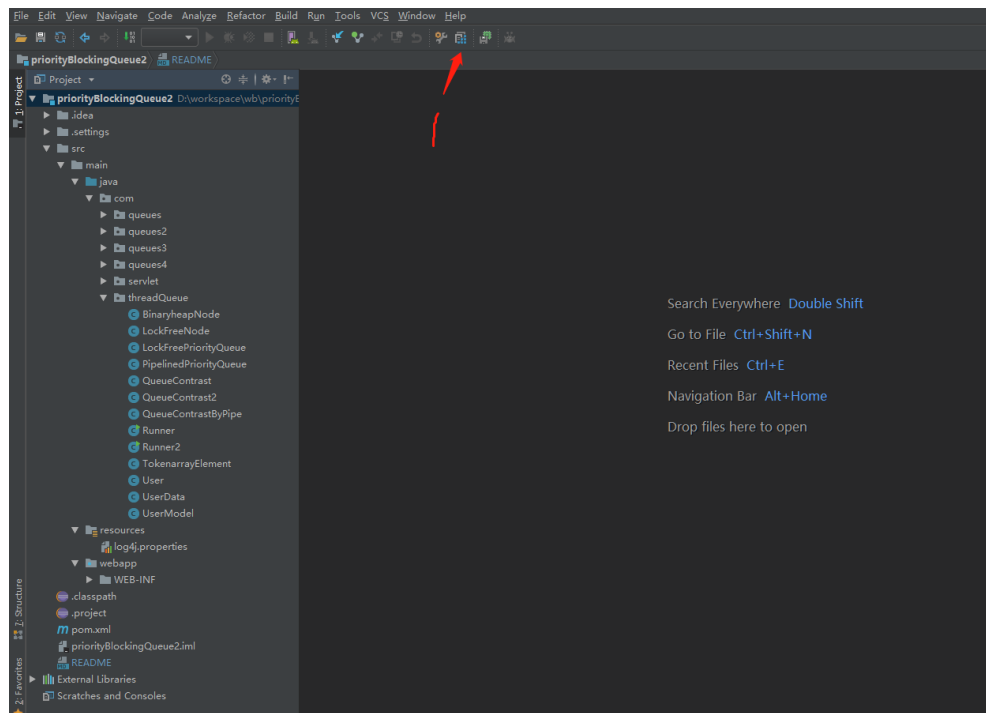 File Edit View Navigate Code Analyze Refactor Build Run Tools VCS Window Help
priorityBlockingQueue2 README
1: Project
Project
priorityBlockingQueue2 D:\workspace\wb\priorityE
.idea
.settings
src
main
java
com
queues
queues2
queues3
queues4
servlet
threadQueue
BinaryheapNode
LockFreeNode
LockFreePriorityQueue
PipelinedPriorityQueue
QueueContrast
QueueContrast2
QueueContrastByPipe
Runner
Runner2
TokenarrayElement
User
UserData
UserModel
resources
log4j.properties
webapp
WEB-INF
.classpath
.project
pom.xml
priorityBlockingQueue2.iml
README
External Libraries
Scratches and Consoles
7: Structure
2: Favorites
Search Everywhere Double Shift
Go to File Ctrl+Shift+N
Recent Files Ctrl+E
Navigation Bar Alt+Home
Drop files here to open